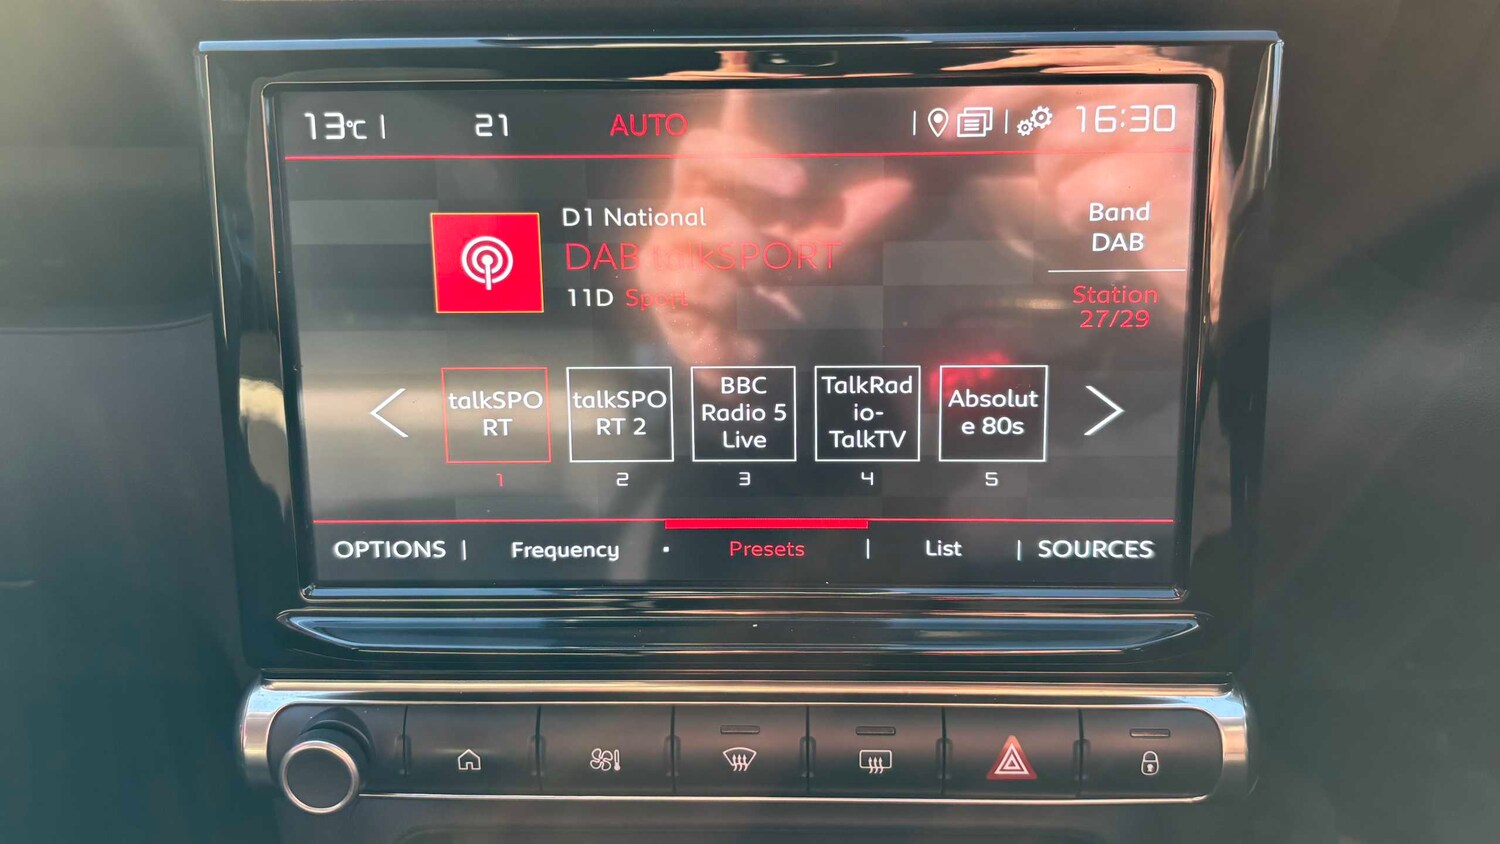 13°C | 21 AUTO 16:30
D1 National
DAB talkSPORT
11D Sport
Band
DAB
Station
27/29
talkSPO
RT
1
talkSPO
RT 2
2
BBC
Radio 5
Live
3
TalkRad
io-
TalkTV
4
Absolut
e 80s
5
OPTIONS | Frequency • Presets | List | SOURCES